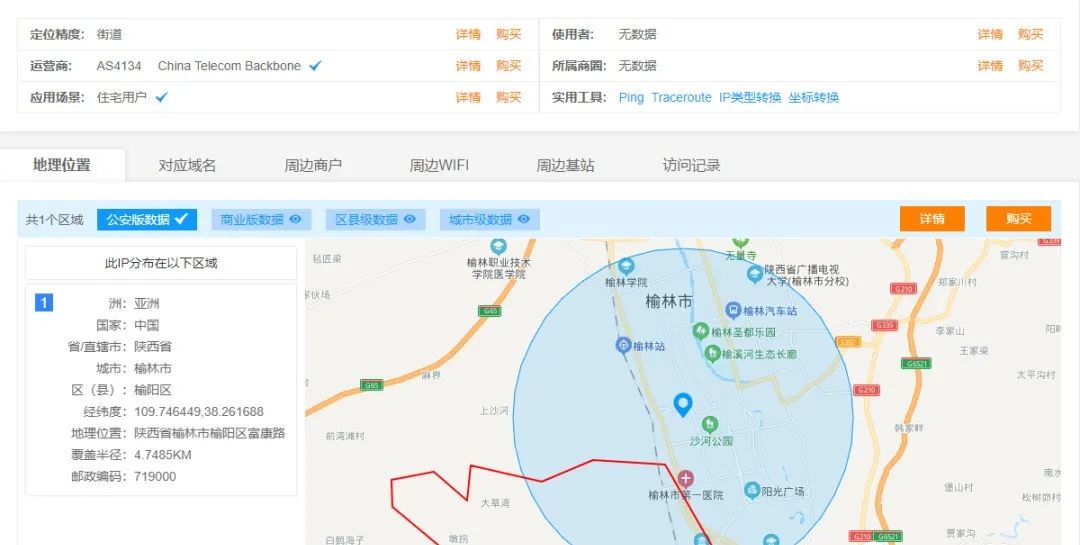 定位精度： 街道 详情 购买 使用者： 无数据 详情 购买
运营商： AS4134 China Telecom Backbone 详情 购买 所属商圈： 无数据 详情 购买
应用场景： 住宅用户 详情 购买 实用工具： Ping Traceroute IP类型转换 坐标转换
地理位置 对应域名 周边商户 周边WIFI 周边基站 访问记录
共1个区域 公安版数据 商业版数据 区县级数据 城市级数据 详情 购买
此IP分布在以下区域
1
洲：亚洲
国家：中国
省/直辖市：陕西省
城市：榆林市
区（县）：榆阳区
经纬度：109.746449,38.261688
地理位置：陕西省榆林市榆阳区富康路
覆盖半径：4.7485KM
邮政编码：719000
毡匠梁
榆林职业技术
学院医学院
无量寺
G339
宣沟村
榆林学院
陕西省广播电视
大学(榆林市分校)
G210
郑家川村
家伙场
榆林市
G65
榆林汽车站
G339
李家山
榆林圣都乐园
榆林站
榆溪河生态长廊
王家梁
G6521
太平沟村
G65
麻界
G210
上沙河
前湾滩村
沙河公园
韩家畔
榆林市第一医院
阳光广场
堡山村
南水
松树峁村
大草湾
白鹤海子
墩拐
G210
G6521
贾家沟